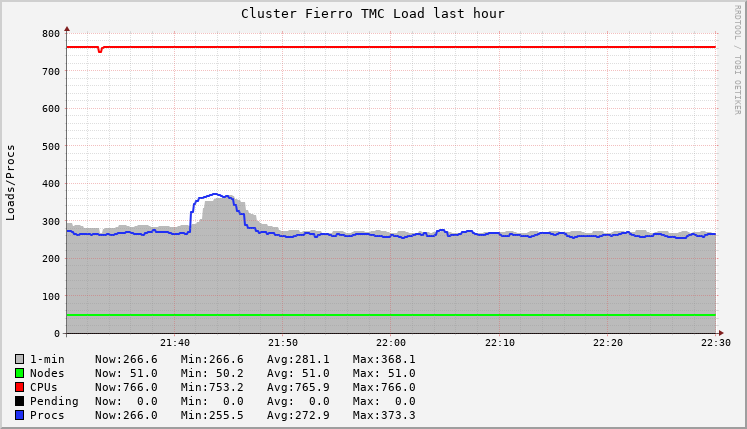 Cluster Fierro TMC Load last hour
RRDTOOL / TOBI OETIKER
Loads/Procs
800
700
600
500
400
300
200
100
0
21:40 21:50 22:00 22:10 22:20 22:30
1-min Now:266.6 Min:266.6 Avg:281.1 Max:368.1
Nodes Now: 51.0 Min: 50.2 Avg: 51.0 Max: 51.0
CPUs Now:766.0 Min:753.2 Avg:765.9 Max:766.0
Pending Now: 0.0 Min: 0.0 Avg: 0.0 Max: 0.0
Procs Now:266.0 Min:255.5 Avg:272.9 Max:373.3